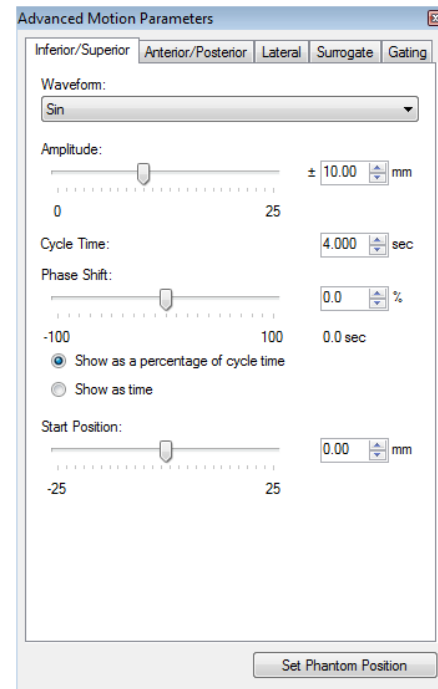 Advanced Motion Parameters
Inferior/Superior Anterior/Posterior Lateral Surrogate Gating
Waveform:
Sin
Amplitude:
± 10.00 mm
0 25
Cycle Time: 4.000 sec
Phase Shift:
0.0 %
-100 100 0.0 sec
Show as a percentage of cycle time
Show as time
Start Position:
0.00 mm
-25 25
Set Phantom Position